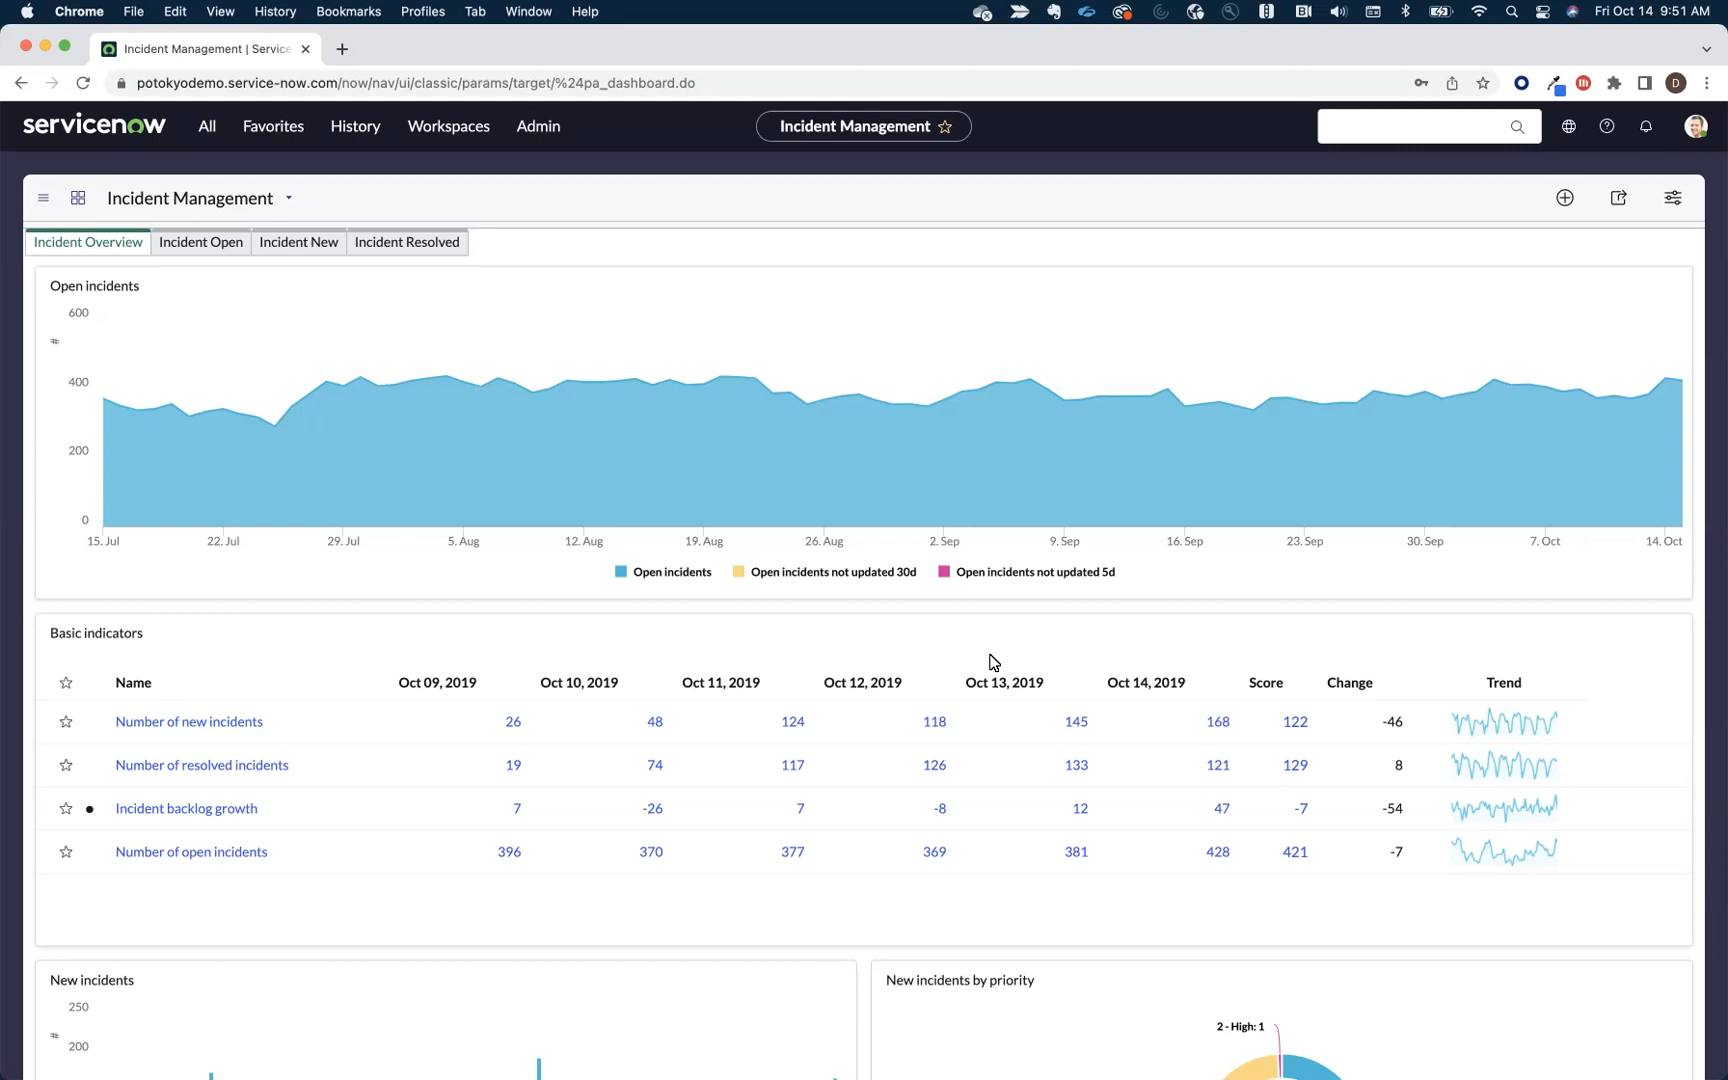 Chrome File Edit View History Bookmarks Profiles Tab Window Help Fri Oct 14 9:51 AM
Incident Management | Service
potokyodemo.service-now.com/now/nav/ui/classic/params/target/%24pa_dashboard.do
D
servicenow All Favorites History Workspaces Admin Incident Management
Incident Management
Incident Overview Incident Open Incident New Incident Resolved
Open incidents
600
#
400
200
0
15. Jul 22. Jul 29. Jul 5. Aug 12. Aug 19. Aug 26. Aug 2. Sep 9. Sep 16. Sep 23. Sep 30. Sep 7. Oct 14. Oct
Open incidents Open incidents not updated 30d Open incidents not updated 5d
Basic indicators
Name Oct 09, 2019 Oct 10, 2019 Oct 11, 2019 Oct 12, 2019 Oct 13, 2019 Oct 14, 2019 Score Change Trend
Number of new incidents 26 48 124 118 145 168 122 -46
Number of resolved incidents 19 74 117 126 133 121 129 8
Incident backlog growth 7 -26 7 -8 12 47 -7 -54
Number of open incidents 396 370 377 369 381 428 421 -7
New incidents
250
#
200
New incidents by priority
2 - High: 1